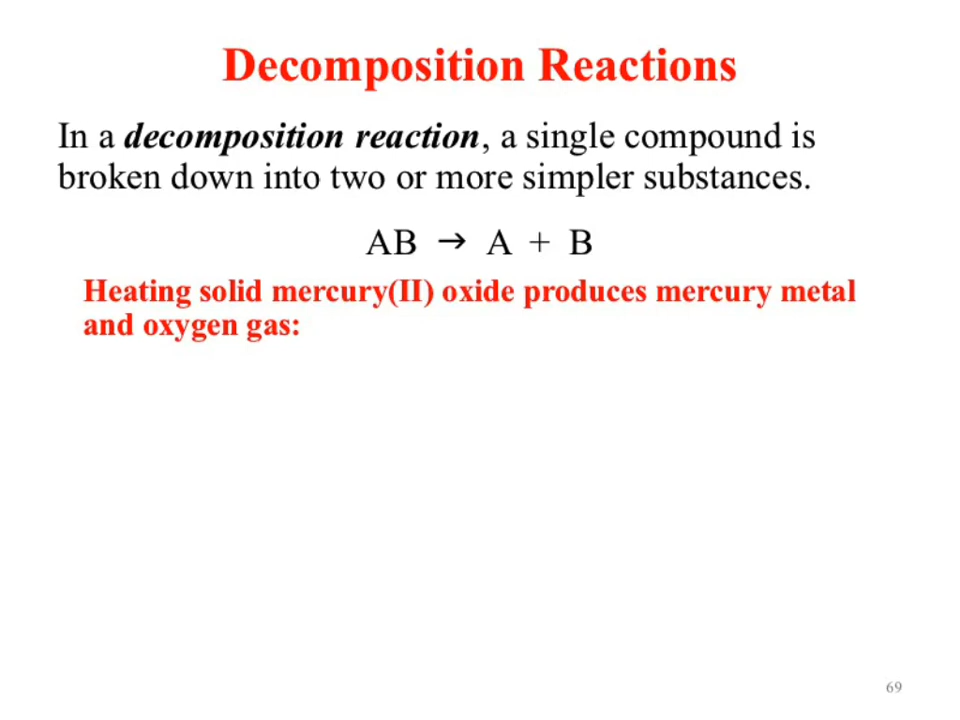 Decomposition Reactions
In a decomposition reaction, a single compound is
broken down into two or more simpler substances.
AB → A + B
Heating solid mercury(II) oxide produces mercury metal
and oxygen gas:
69